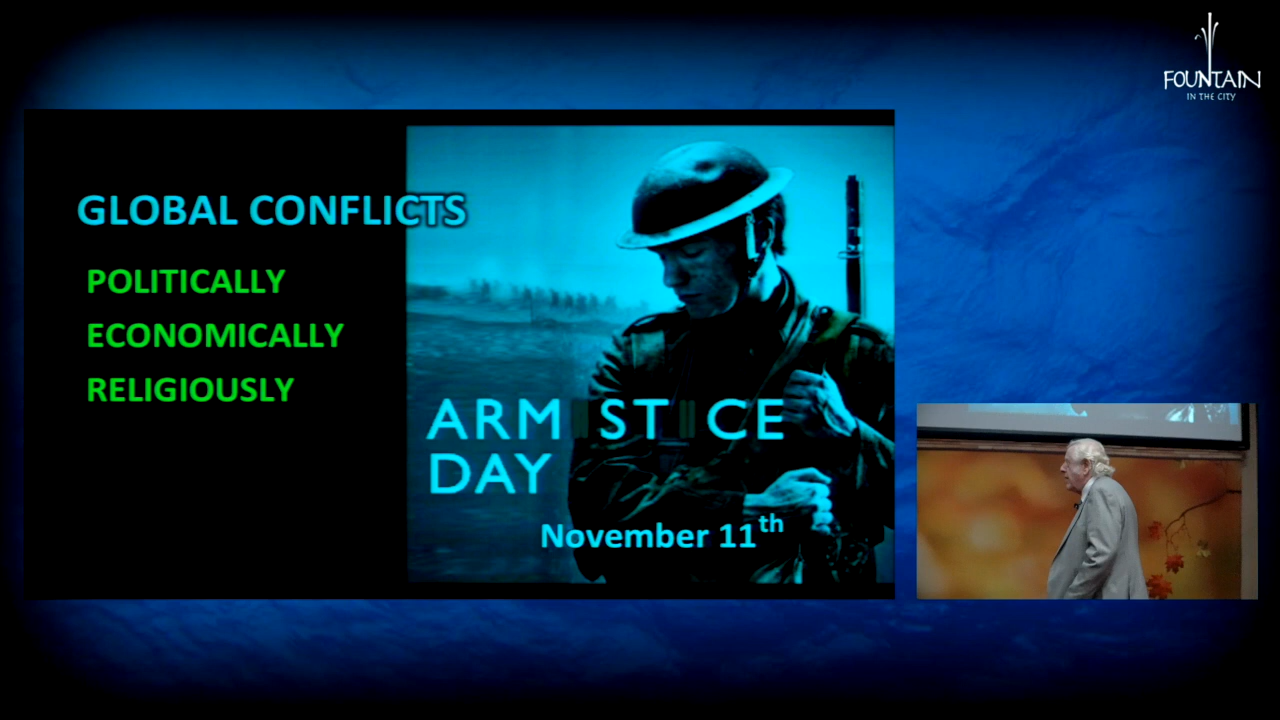 FOUNTAIN
IN THE CITY
GLOBAL CONFLICTS
POLITICALLY
ECONOMICALLY
RELIGIOUSLY
ARMISTICE
DAY
November 11th